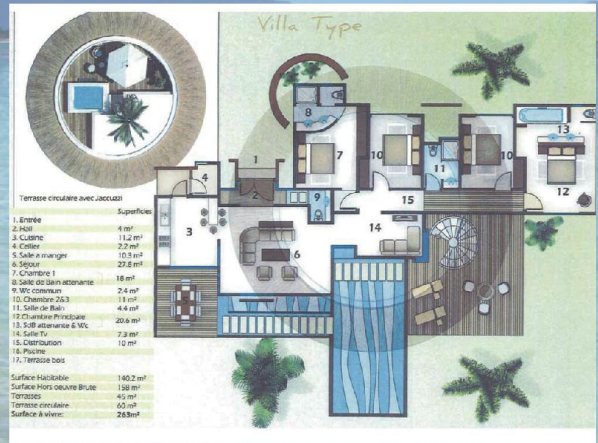 Villa Type
Terrasse circulaire avec Jaccuzzi
Superficies
1. Entrée
2. Hall 4 m²
3. Cuisine 11.2 m²
4. Cellier 2.2 m²
5. Salle a manger 10.3 m²
6. Séjour 27.8 m²
7. Chambre 1
8. Salle de Bain attenante 18 m²
9. Wc commun 2.4 m²
10. Chambre 2&3 11 m²
11. Salle de Bain 4.4 m²
12. Chambre Principale
13. SdB attenante & Wc 20.6 m²
14. Salle Tv 7.3 m²
15. Distribution 10 m²
16. Piscine
17. Terrasse bois
Surface Habitable 140.2 m²
Surface Hors oeuvre Brute 158 m²
Terrasses 45 m²
Terrasse circulaire 60 m²
Surface à vivre: 263m²
1
2
3
4
5
6
7
8
9
10
11
10
12
13
14
15